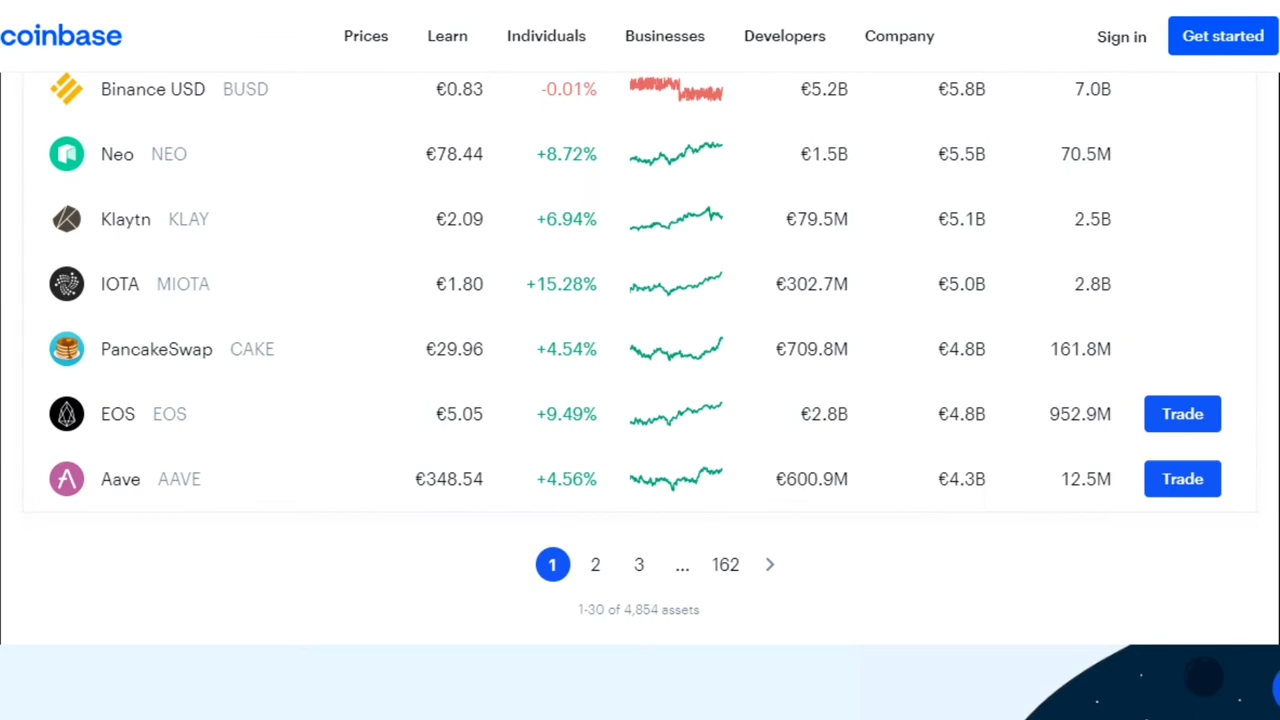 coinbase Prices Learn Individuals Businesses Developers Company Sign in Get started
Binance USD BUSD €0.83 -0.01% €5.2B €5.8B 7.0B
Neo NEO €78.44 +8.72% €1.5B €5.5B 70.5M
Klaytn KLAY €2.09 +6.94% €79.5M €5.1B 2.5B
IOTA MIOTA €1.80 +15.28% €302.7M €5.0B 2.8B
PancakeSwap CAKE €29.96 +4.54% €709.8M €4.8B 161.8M
EOS EOS €5.05 +9.49% €2.8B €4.8B 952.9M Trade
Aave AAVE €348.54 +4.56% €600.9M €4.3B 12.5M Trade
1 2 3 ... 162 >
1-30 of 4,854 assets